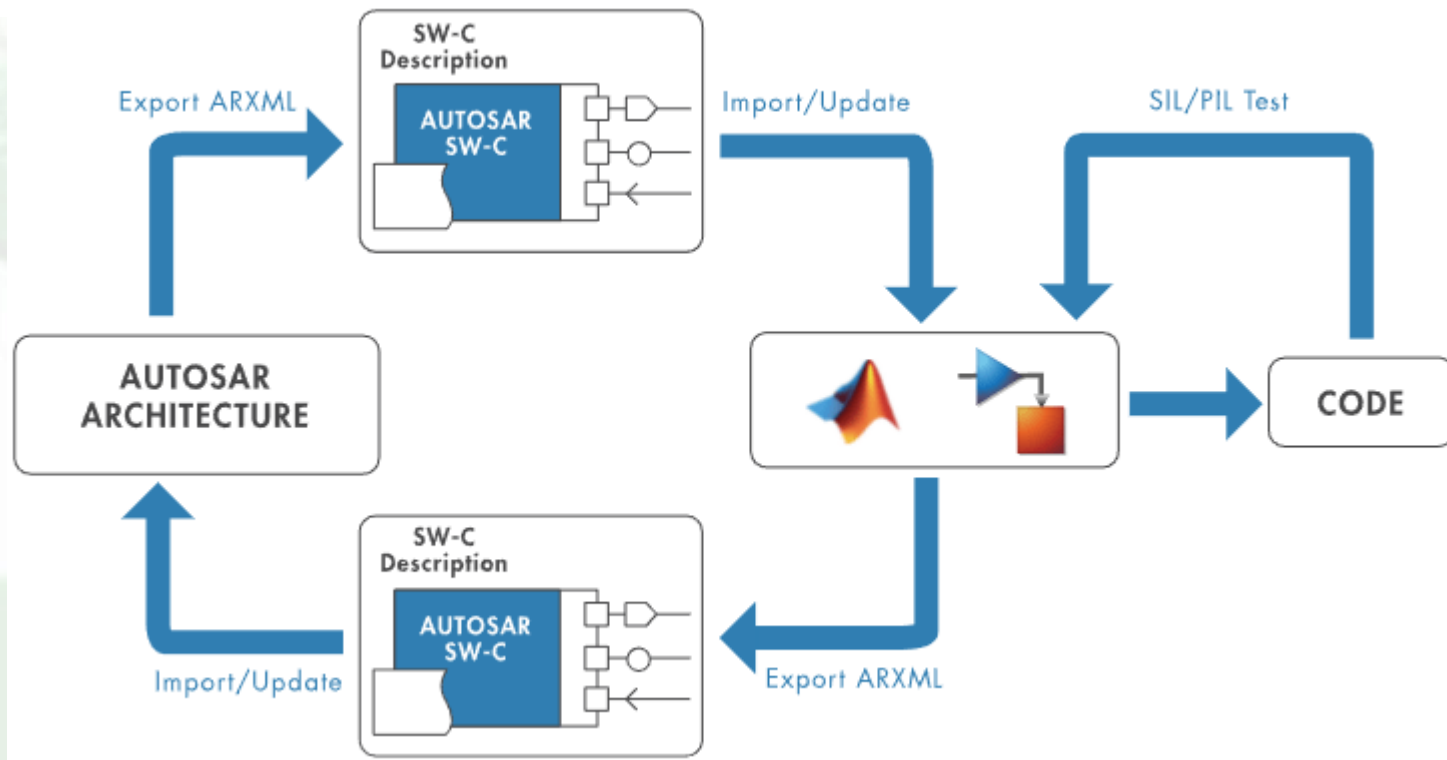 SW-C
Description
Export ARXML
AUTOSAR
SW-C
Import/Update
SIL/PIL Test
AUTOSAR
ARCHITECTURE
CODE
SW-C
Description
AUTOSAR
SW-C
Import/Update
Export ARXML